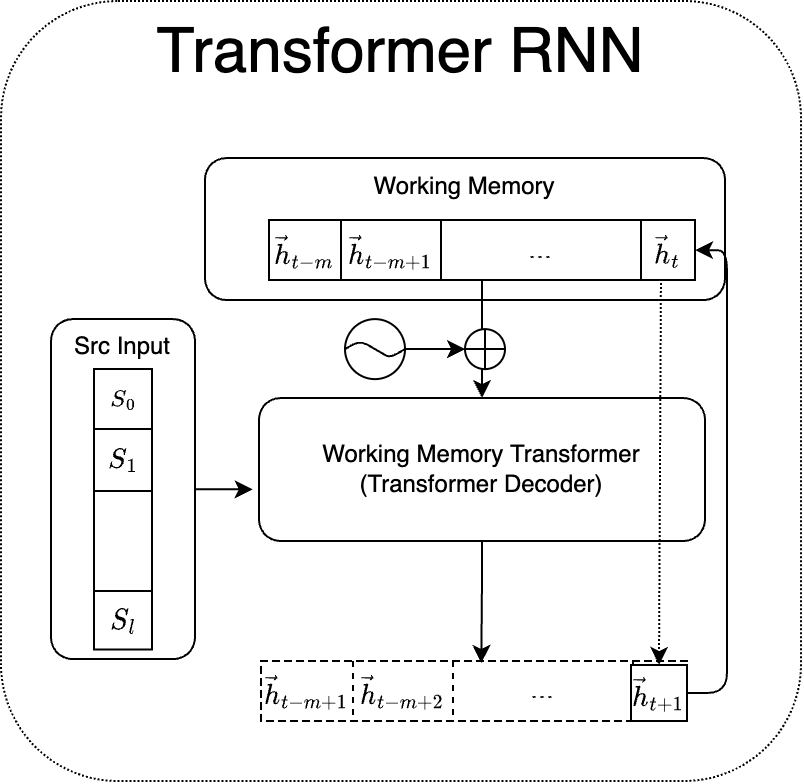 Transformer RNN
Working Memory
$\vec{h}_{t-m}$ $\vec{h}_{t-m+1}$ ... $\vec{h}_t$
Src Input
$S_0$
$S_1$
$S_l$
Working Memory Transformer
(Transformer Decoder)
$\vec{h}_{t-m+1}$ $\vec{h}_{t-m+2}$ ... $\vec{h}_{t+1}$